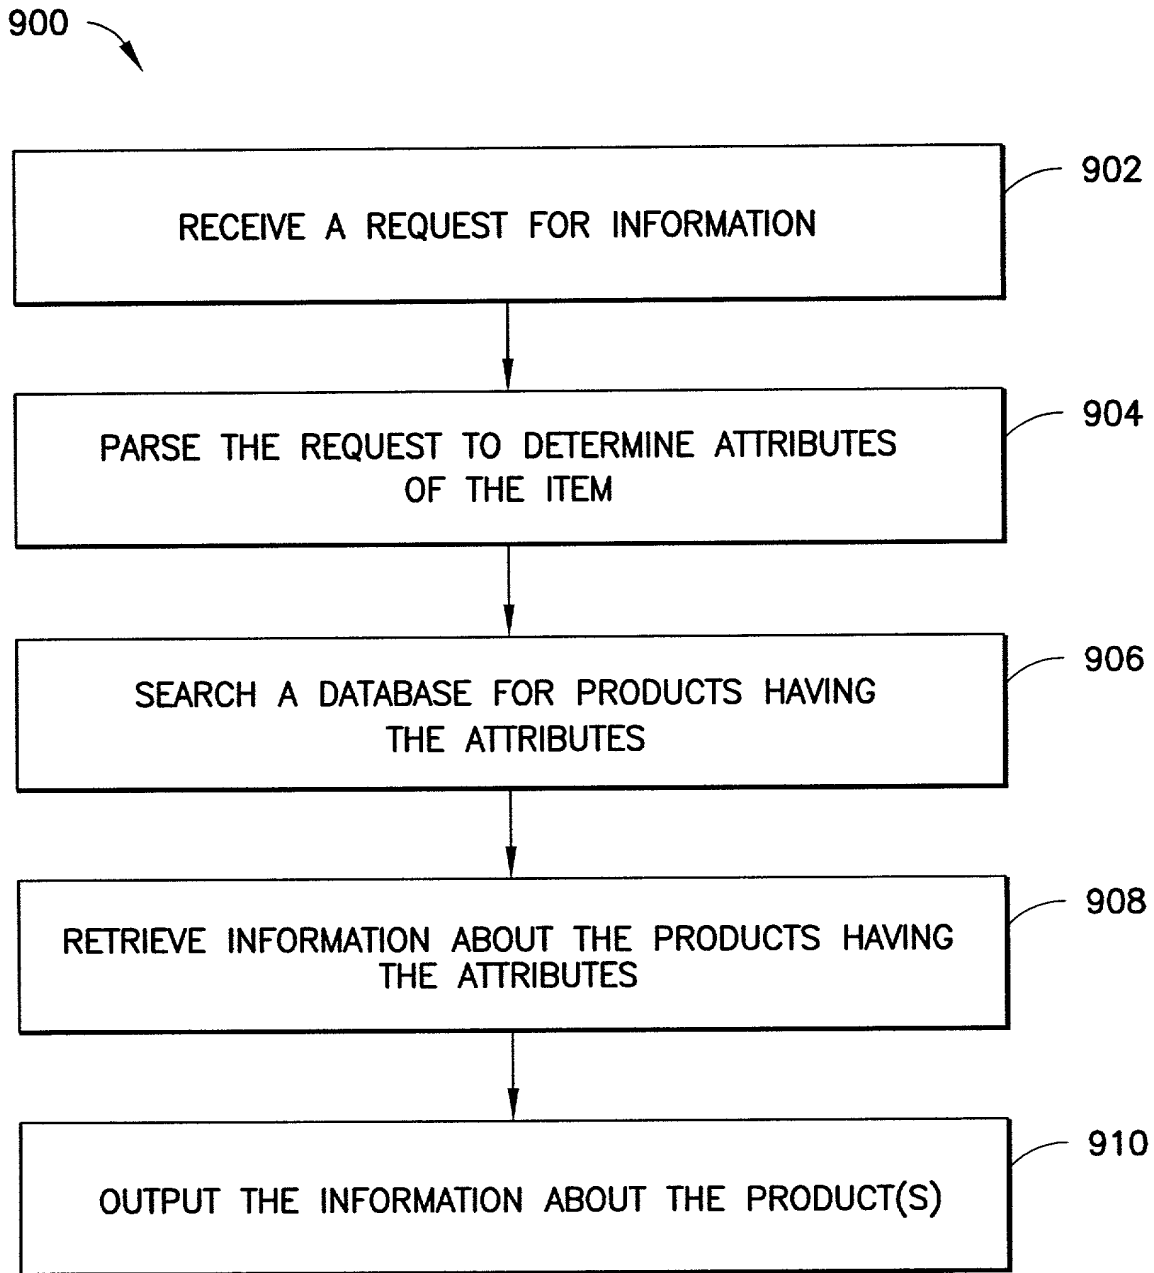 900
902
RECEIVE A REQUEST FOR INFORMATION
904
PARSE THE REQUEST TO DETERMINE ATTRIBUTES
OF THE ITEM
906
SEARCH A DATABASE FOR PRODUCTS HAVING
THE ATTRIBUTES
908
RETRIEVE INFORMATION ABOUT THE PRODUCTS HAVING
THE ATTRIBUTES
910
OUTPUT THE INFORMATION ABOUT THE PRODUCT(S)